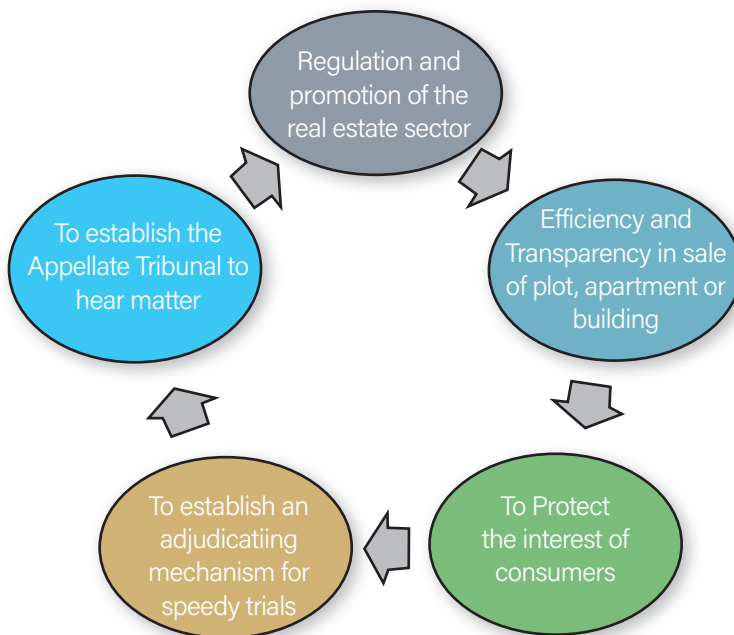 Regulation and
promotion of the
real estate sector
Efficiency and
Transparency in sale
of plot, apartment or
building
To Protect
the interest of
consumers
To establish an
adjudicatiing
mechanism for
speedy trials
To establish the
Appellate Tribunal to
hear matter